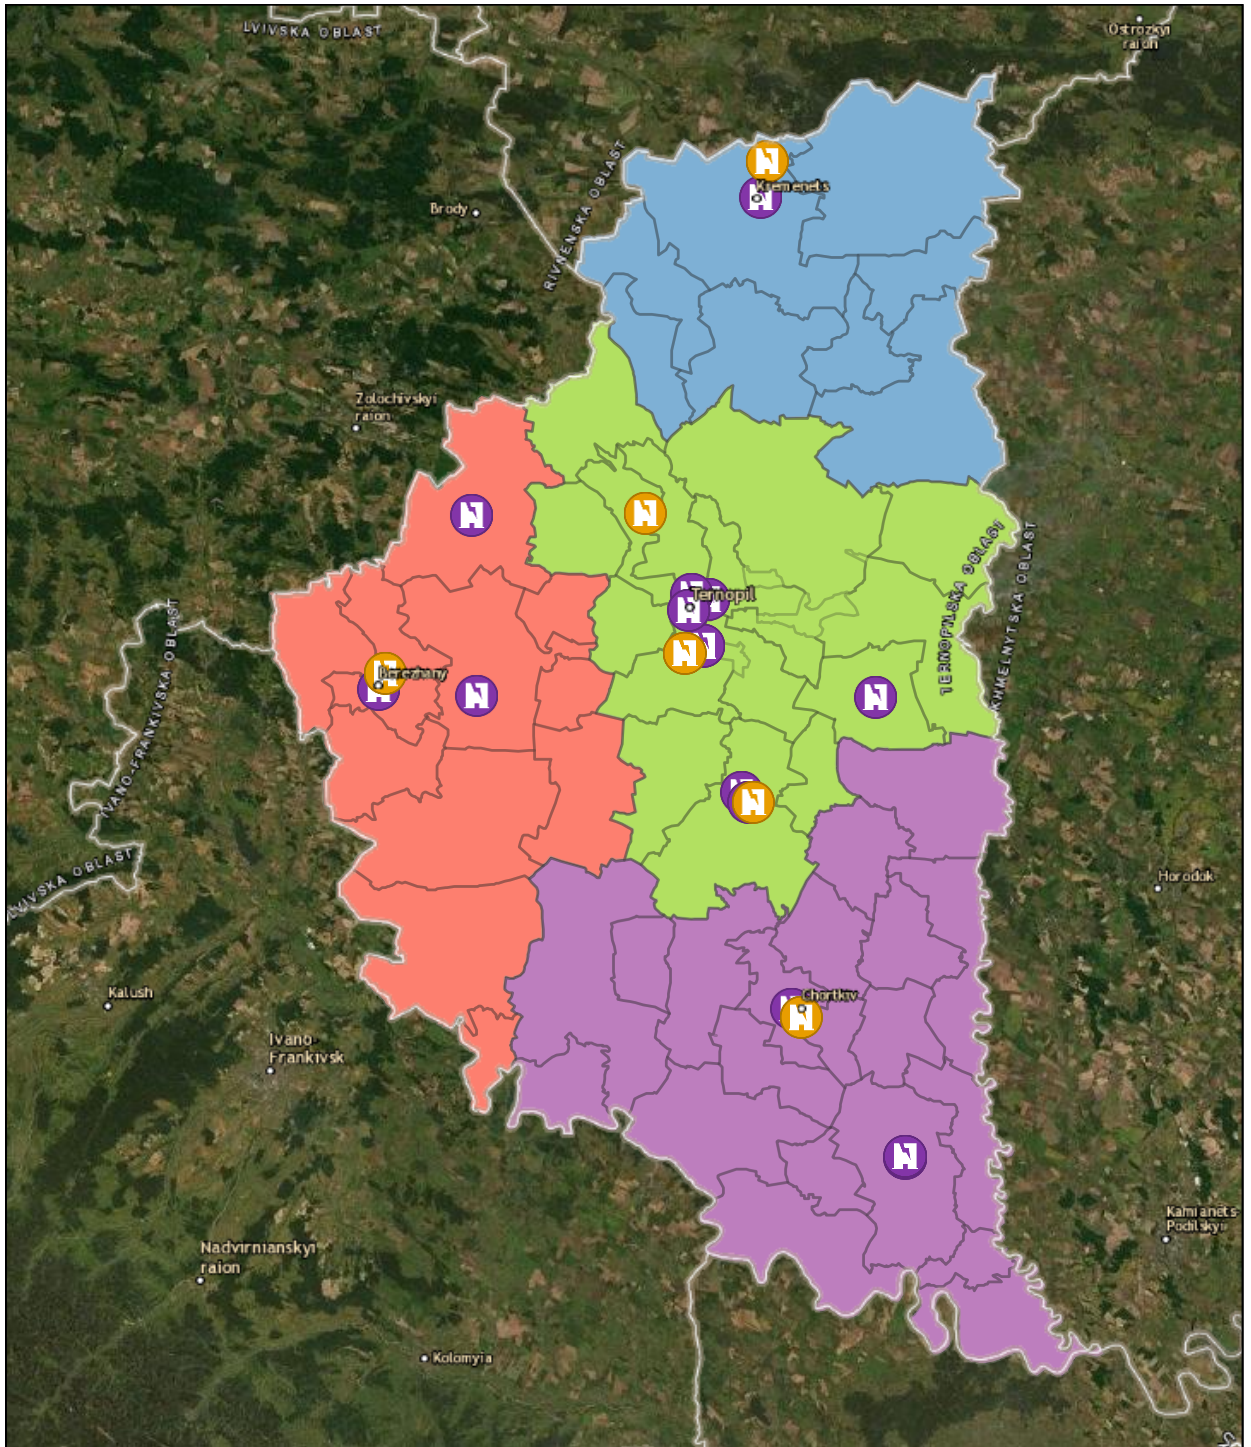 LVIVSKA OBLAST
Ostrozkyi
raion
RIVNENSKA OBLAST
Kremenets
Brody
Zolochivskyi
raion
Ternopil
TERNOPILSKA OBLAST
KHMELNYTSKA OBLAST
Berezhany
IVANO-FRANKIVSKA OBLAST
LVIVSKA OBLAST
Horodok
Kalush
Chortkiv
Ivano-
Frankivsk
Kamianets-
Podilskyi
Nadvirnianskyi
raion
Kolomyia